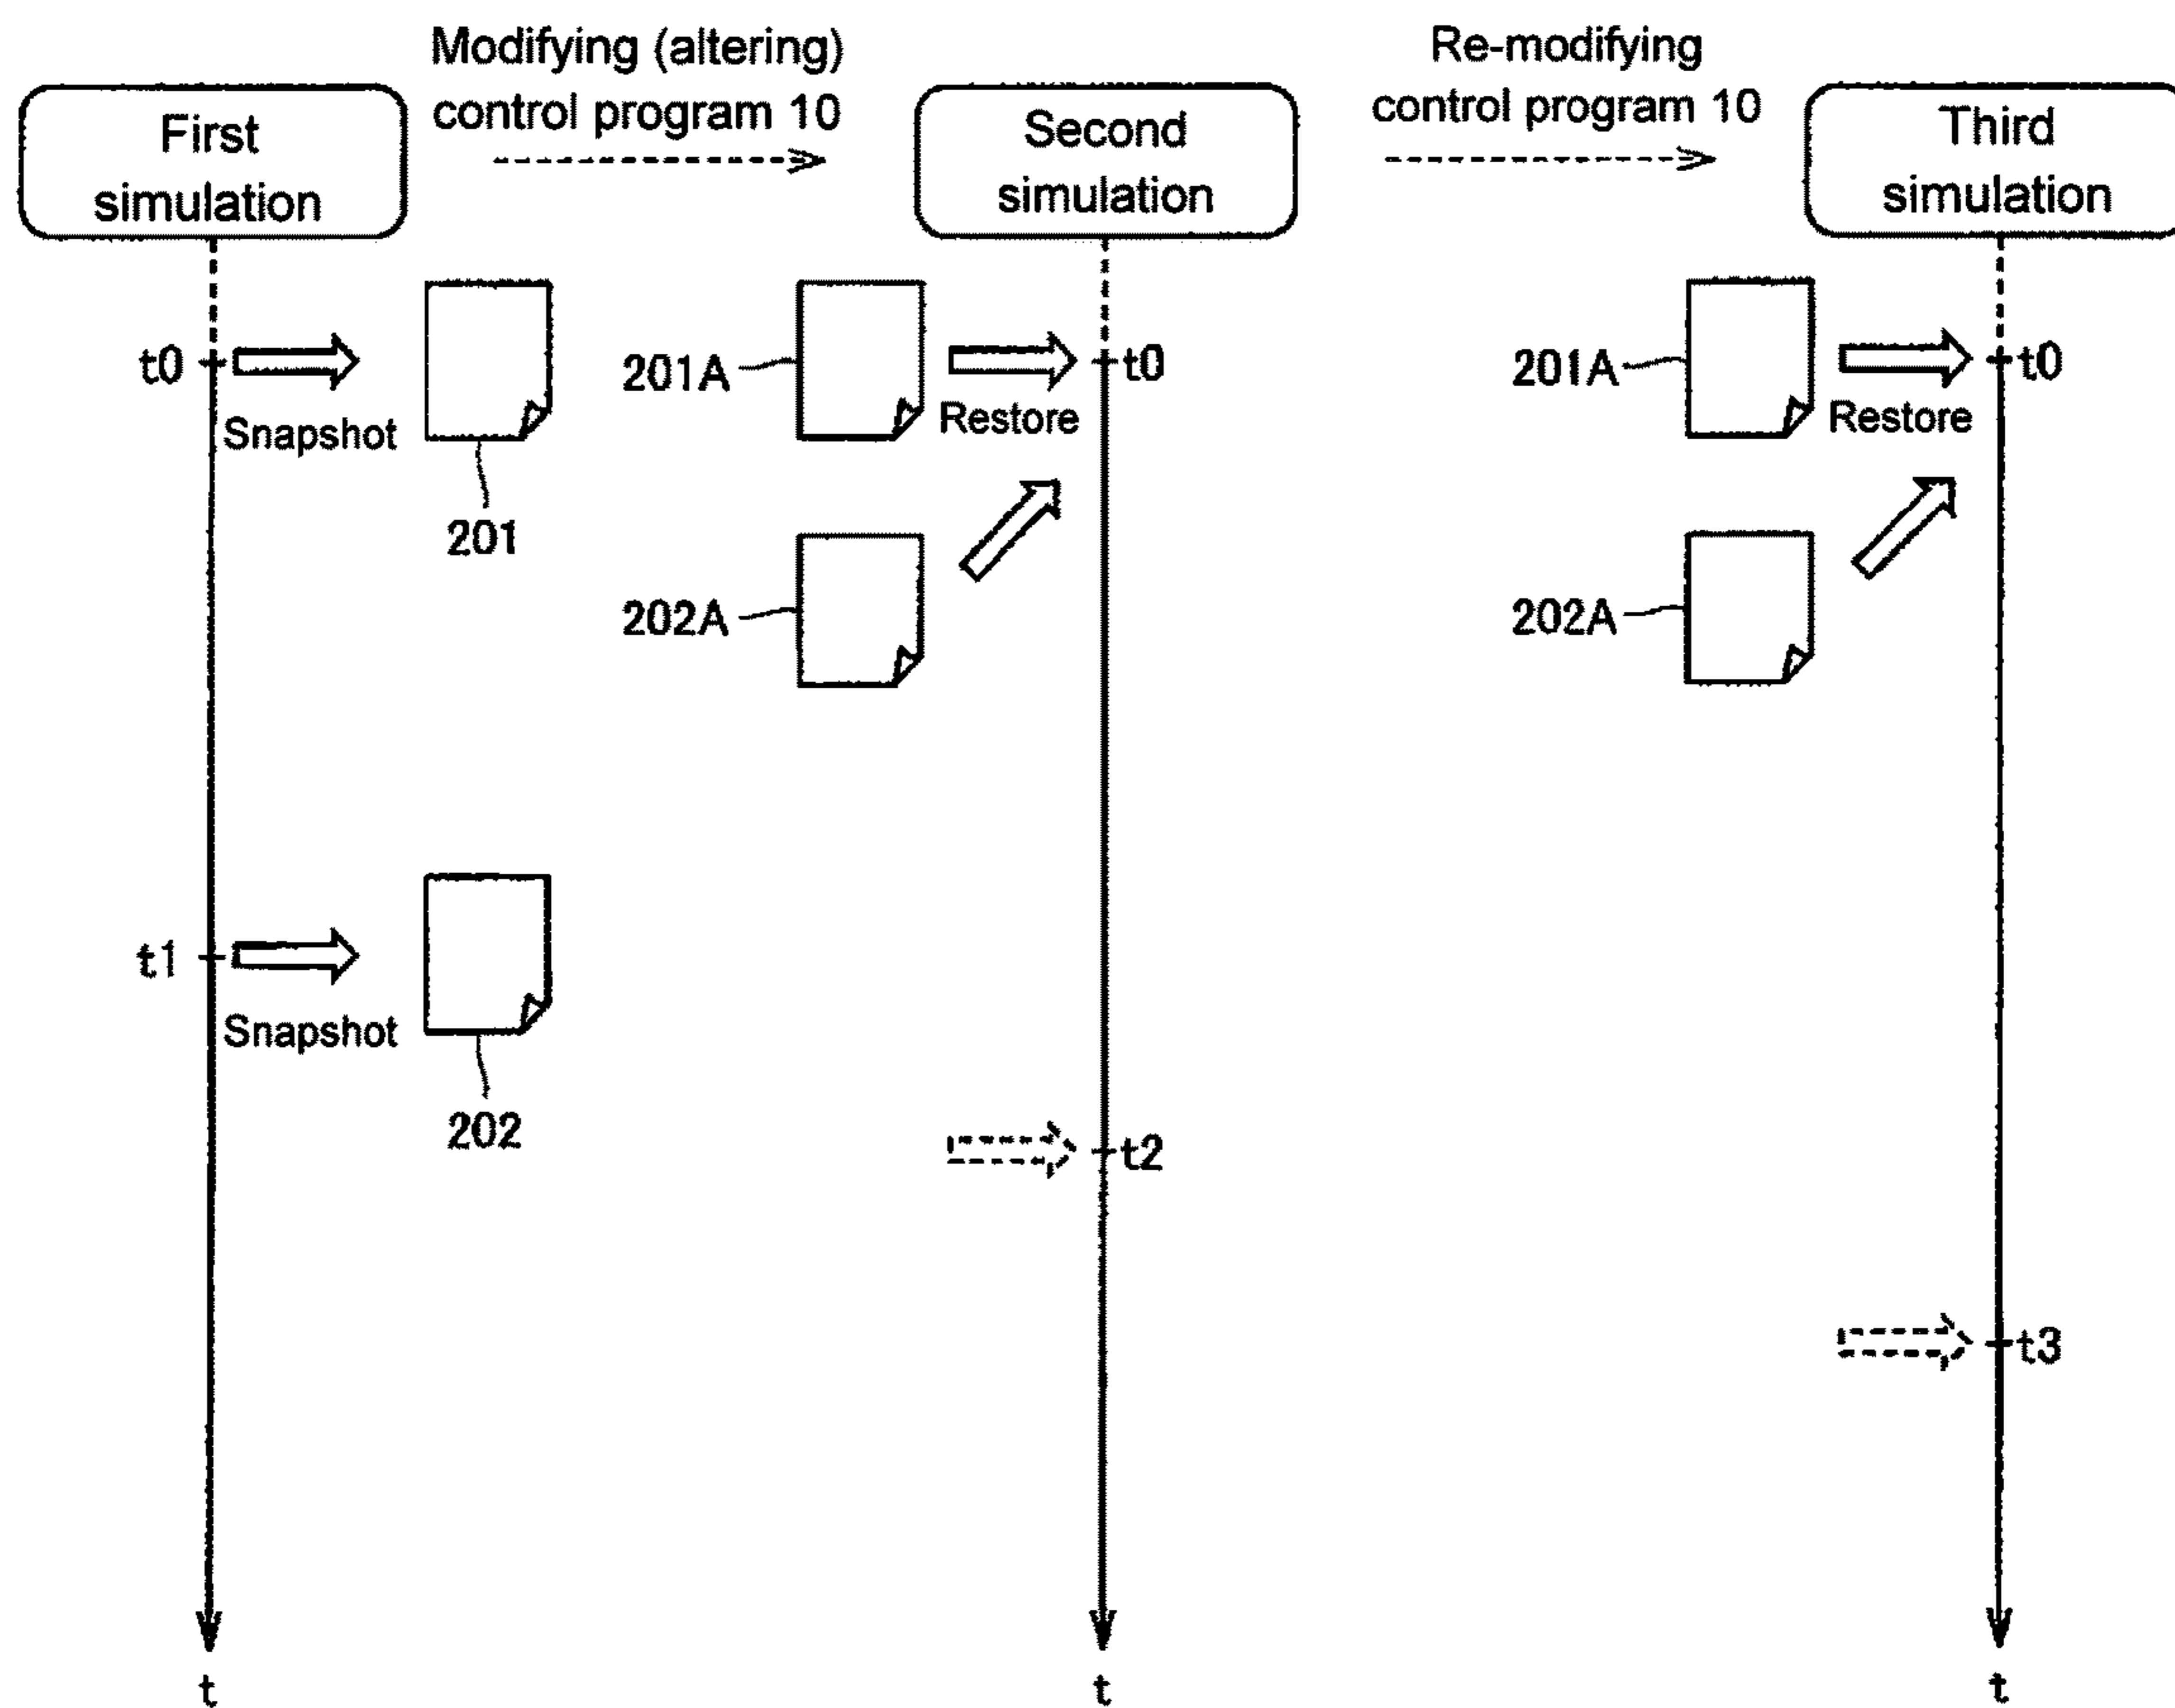 Modifying (altering)
control program 10
Re-modifying
control program 10
First
simulation
Second
simulation
Third
simulation
t0
Snapshot
201
201A
Restore
t0
202A
201A
Restore
t0
202A
t1
Snapshot
202
t2
t3
t
t
t